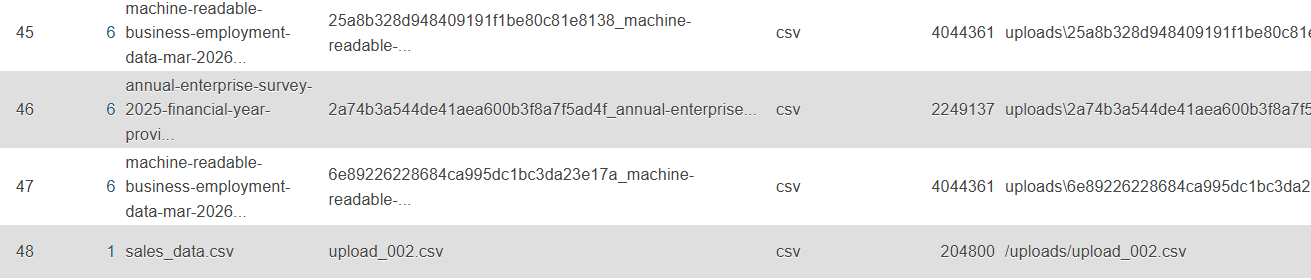 45 6 machine-readable-business-employment-data-mar-2026... 25a8b328d948409191f1be80c81e8138_machine-readable-... csv 4044361 uploads\25a8b328d948409191f1be80c81e
46 6 annual-enterprise-survey-2025-financial-year-provi... 2a74b3a544de41aea600b3f8a7f5ad4f_annual-enterprise... csv 2249137 uploads\2a74b3a544de41aea600b3f8a7f5
47 6 machine-readable-business-employment-data-mar-2026... 6e89226228684ca995dc1bc3da23e17a_machine-readable-... csv 4044361 uploads\6e89226228684ca995dc1bc3da2
48 1 sales_data.csv upload_002.csv csv 204800 /uploads/upload_002.csv